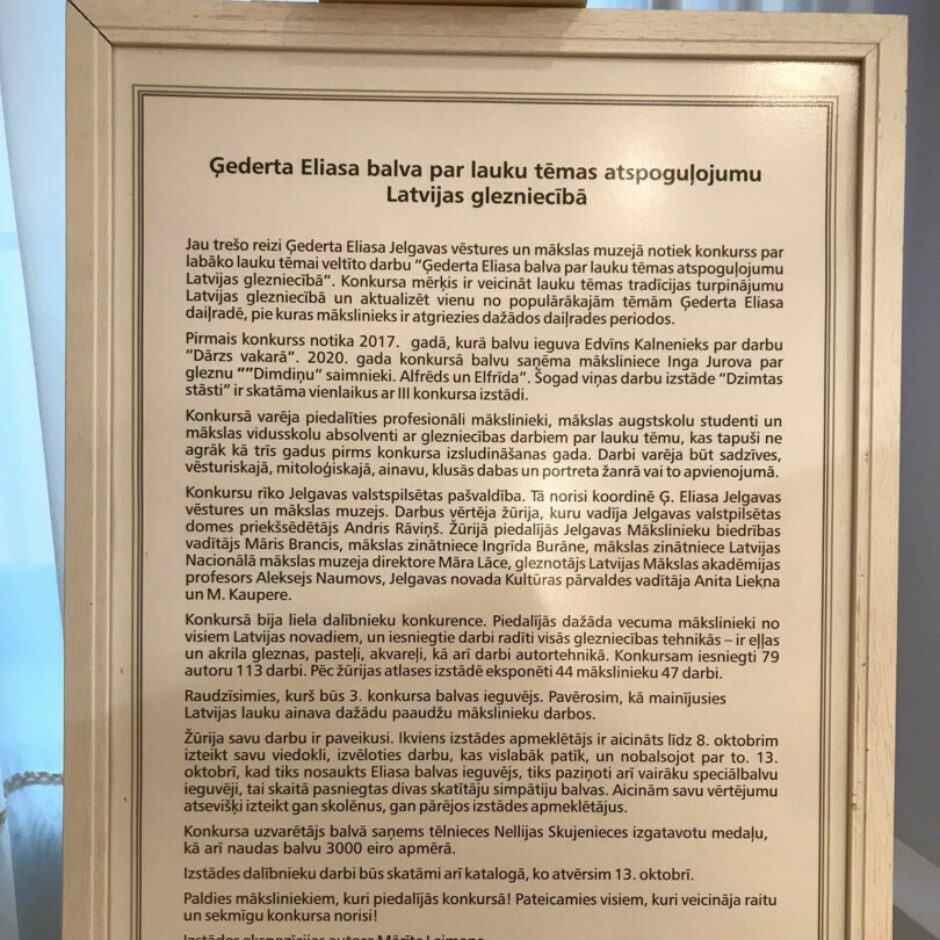 Ģederta Eliasa balva par lauku tēmas atspoguļojumu
Latvijas glezniecībā
Jau trešo reizi Ģederta Eliasa Jelgavas vēstures un mākslas muzejā notiek konkurss par
labāko lauku tēmai veltīto darbu “Ģederta Eliasa balva par lauku tēmas atspoguļojumu
Latvijas glezniecībā”. Konkursa mērķis ir veicināt lauku tēmas tradīcijas turpinājumu
Latvijas glezniecībā un aktualizēt vienu no populārākajām tēmām Ģederta Eliasa
daiļradē, pie kuras mākslinieks ir atgriezies dažādos daiļrades periodos.
Pirmais konkurss notika 2017. gadā, kurā balvu ieguva Edvīns Kalnenieks par darbu
“Dārzs vakarā”. 2020. gada konkursā balvu saņēma māksliniece Inga Jurova par
gleznu “”Dimdiņu” saimnieki. Alfrēds un Elfrīda”. Šogad viņas darbu izstāde “Dzimtas
stāsti” ir skatāma vienlaikus ar III konkursa izstādi.
Konkursā varēja piedalīties profesionāli mākslinieki, mākslas augstskolu studenti un
mākslas vidusskolu absolventi ar glezniecības darbiem par lauku tēmu, kas tapuši ne
agrāk kā trīs gadus pirms konkursa izsludināšanas gada. Darbi varēja būt sadzīves,
vēsturiskajā, mitoloģiskajā, ainavu, klusās dabas un portreta žanrā vai to apvienojumā.
Konkursu rīko Jelgavas valstspilsētas pašvaldība. Tā norisi koordinē Ģ. Eliasa Jelgavas
vēstures un mākslas muzejs. Darbus vērtēja žūrija, kuru vadīja Jelgavas valstpilsētas
domes priekšsēdētājs Andris Rāviņš. Žūrijā piedalījās Jelgavas Mākslinieku biedrības
vadītājs Māris Brancis, mākslas zinātniece Ingrīda Burāne, mākslas zinātniece Latvijas
Nacionālā mākslas muzeja direktore Māra Lāce, gleznotājs Latvijas Mākslas akadēmijas
profesors Aleksejs Naumovs, Jelgavas novada Kultūras pārvaldes vadītāja Anita Liekņa
un M. Kaupere.
Konkursā bija liela dalībnieku konkurence. Piedalījās dažāda vecuma mākslinieki no
visiem Latvijas novadiem, un iesniegtie darbi radīti visās glezniecības tehnikās – ir eļļas
un akrila gleznas, pasteļi, akvareļi, kā arī darbi autortehnikā. Konkursam iesniegti 79
autoru 113 darbi. Pēc žūrijas atlases izstādē eksponēti 44 mākslinieku 47 darbi.
Raudzīsimies, kurš būs 3. konkursa balvas ieguvējs. Pavērosim, kā mainījusies
Latvijas lauku ainava dažādu paaudžu mākslinieku darbos.
Žūrija savu darbu ir paveikusi. Ikviens izstādes apmeklētājs ir aicināts līdz 8. oktobrim
izteikt savu viedokli, izvēloties darbu, kas vislabāk patīk, un nobalsojot par to. 13.
oktobrī, kad tiks nosaukts Eliasa balvas ieguvējs, tiks paziņoti arī vairāku speciālbalvu
ieguvēji, tai skaitā pasniegtas divas skatītāju simpātiju balvas. Aicinām savu vērtējumu
atsevišķi izteikt gan skolēnus, gan pārējos izstādes apmeklētājus.
Konkursa uzvarētājs balvā saņems tēlnieces Nellijas Skujenieces izgatavotu medaļu,
kā arī naudas balvu 3000 eiro apmērā.
Izstādes dalībnieku darbi būs skatāmi arī katalogā, ko atvērsim 13. oktobrī.
Paldies māksliniekiem, kuri piedalījās konkursā! Pateicamies visiem, kuri veicināja raitu
un sekmīgu konkursa norisi!
Izstādes ekspozīcijas autore Mārīte Leimane